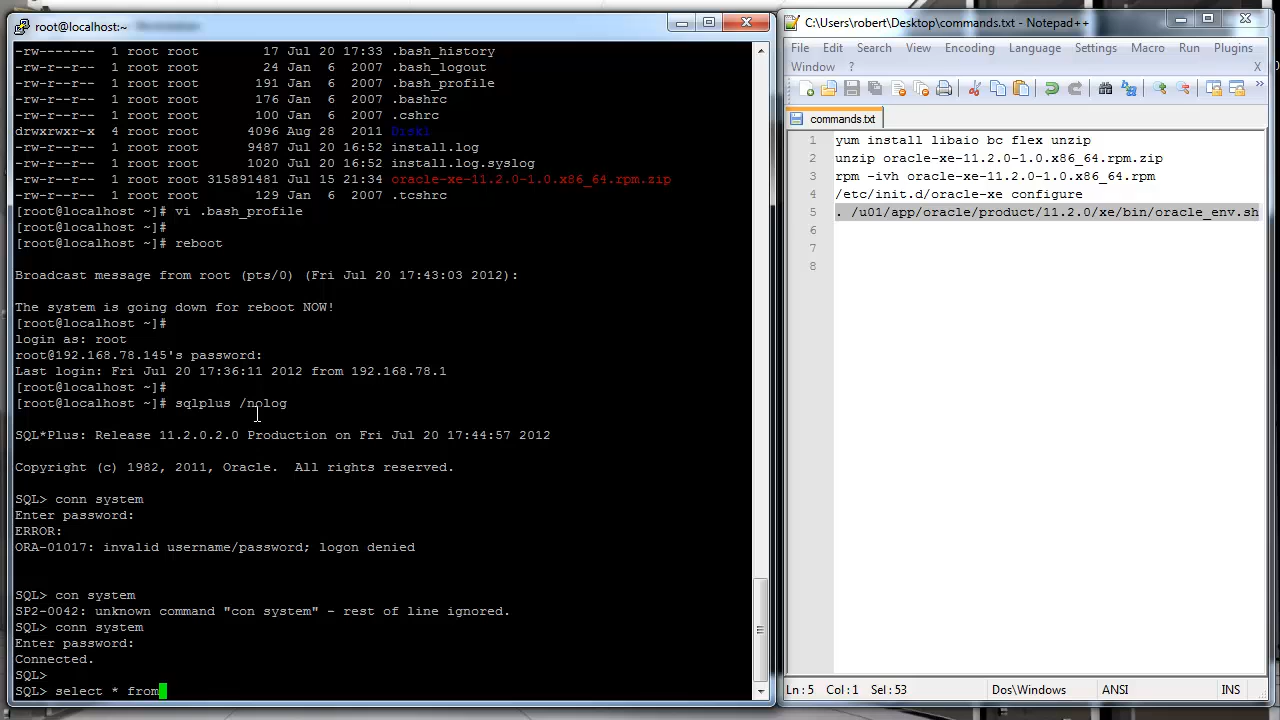 root@localhost:~
-rw------- 1 root root        17 Jul 20 17:33 .bash_history
-rw-r--r-- 1 root root        24 Jan  6  2007 .bash_logout
-rw-r--r-- 1 root root       191 Jan  6  2007 .bash_profile
-rw-r--r-- 1 root root       176 Jan  6  2007 .bashrc
-rw-r--r-- 1 root root       100 Jan  6  2007 .cshrc
drwxrwxr-x 4 root root      4096 Aug 28  2011 Disk1
-rw-r--r-- 1 root root      9487 Jul 20 16:52 install.log
-rw-r--r-- 1 root root      1020 Jul 20 16:52 install.log.syslog
-rw-r--r-- 1 root root 315891481 Jul 15 21:34 oracle-xe-11.2.0-1.0.x86_64.rpm.zip
-rw-r--r-- 1 root root       129 Jan  6  2007 .tcshrc
[root@localhost ~]# vi .bash_profile
[root@localhost ~]#
[root@localhost ~]# reboot
Broadcast message from root (pts/0) (Fri Jul 20 17:43:03 2012):
The system is going down for reboot NOW!
[root@localhost ~]#
login as: root
root@192.168.78.145's password:
Last login: Fri Jul 20 17:36:11 2012 from 192.168.78.1
[root@localhost ~]#
[root@localhost ~]# sqlplus /nolog
SQL*Plus: Release 11.2.0.2.0 Production on Fri Jul 20 17:44:57 2012
Copyright (c) 1982, 2011, Oracle.  All rights reserved.
SQL> conn system
Enter password:
ERROR:
ORA-01017: invalid username/password; logon denied
SQL> con system
SP2-0042: unknown command "con system" - rest of line ignored.
SQL> conn system
Enter password:
Connected.
SQL>
SQL> select * from
C:\Users\robert\Desktop\commands.txt - Notepad++
File Edit Search View Encoding Language Settings Macro Run Plugins
Window ? X
commands.txt
1 yum install libaio bc flex unzip
2 unzip oracle-xe-11.2.0-1.0.x86_64.rpm.zip
3 rpm -ivh oracle-xe-11.2.0-1.0.x86_64.rpm
4 /etc/init.d/oracle-xe configure
5 . /u01/app/oracle/product/11.2.0/xe/bin/oracle_env.sh
6
7
8
Ln:5 Col:1 Sel:53 Dos\Windows ANSI INS